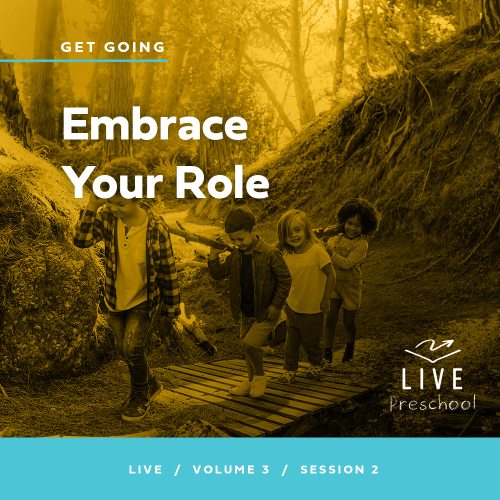 GET GOING
Embrace
Your Role
LIVE
Preschool
LIVE / VOLUME 3 / SESSION 2